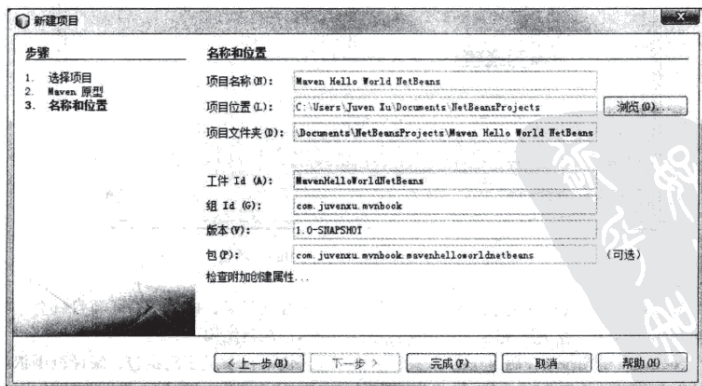 新建项目
步骤
1. 选择项目
2. Maven 原型
3. 名称和位置
名称和位置
项目名称(N): Maven Hello World NetBeans
项目位置(L): C:\Users\Juven Xu\Documents\NetBeansProjects 浏览(O)...
项目文件夹(D): \Documents\NetBeansProjects\Maven Hello World NetBeans
工件 Id (A): MavenHelloWorldNetBeans
组 Id (G): com.juvenxu.mvnbook
版本(V): 1.0-SNAPSHOT
包(P): com.juvenxu.mvnbook.mavenhelloworldnetbeans (可选)
检查附加创建属性...
< 上一步(B) 下一步 > 完成(F) 取消 帮助(H)